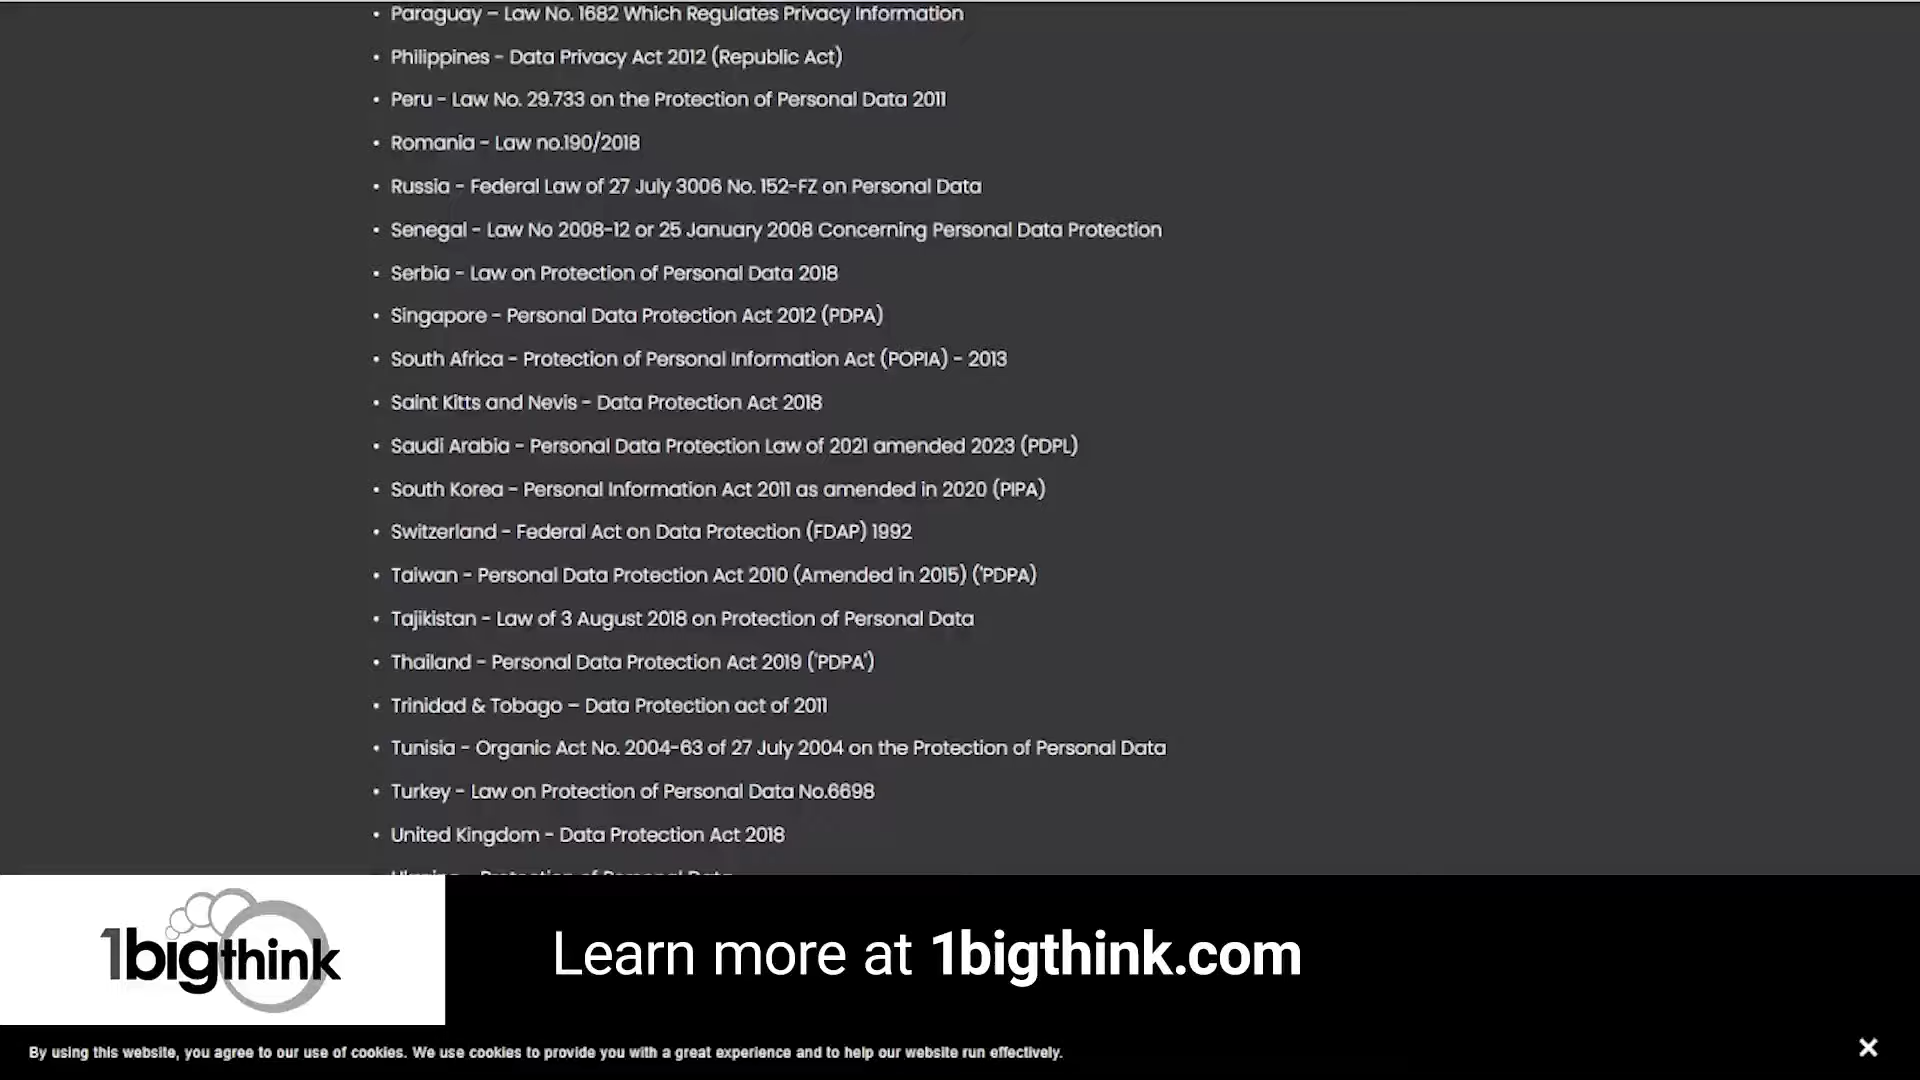 • Paraguay – Law No. 1682 Which Regulates Privacy Information
• Philippines - Data Privacy Act 2012 (Republic Act)
• Peru - Law No. 29.733 on the Protection of Personal Data 2011
• Romania - Law no.190/2018
• Russia - Federal Law of 27 July 3006 No. 152-FZ on Personal Data
• Senegal - Law No 2008-12 or 25 January 2008 Concerning Personal Data Protection
• Serbia - Law on Protection of Personal Data 2018
• Singapore - Personal Data Protection Act 2012 (PDPA)
• South Africa - Protection of Personal Information Act (POPIA) - 2013
• Saint Kitts and Nevis - Data Protection Act 2018
• Saudi Arabia - Personal Data Protection Law of 2021 amended 2023 (PDPL)
• South Korea - Personal Information Act 2011 as amended in 2020 (PIPA)
• Switzerland - Federal Act on Data Protection (FDAP) 1992
• Taiwan - Personal Data Protection Act 2010 (Amended in 2015) ('PDPA)
• Tajikistan - Law of 3 August 2018 on Protection of Personal Data
• Thailand - Personal Data Protection Act 2019 ('PDPA')
• Trinidad & Tobago – Data Protection act of 2011
• Tunisia - Organic Act No. 2004-63 of 27 July 2004 on the Protection of Personal Data
• Turkey - Law on Protection of Personal Data No.6698
• United Kingdom - Data Protection Act 2018
1bigthink
Learn more at 1bigthink.com
By using this website, you agree to our use of cookies. We use cookies to provide you with a great experience and to help our website run effectively.